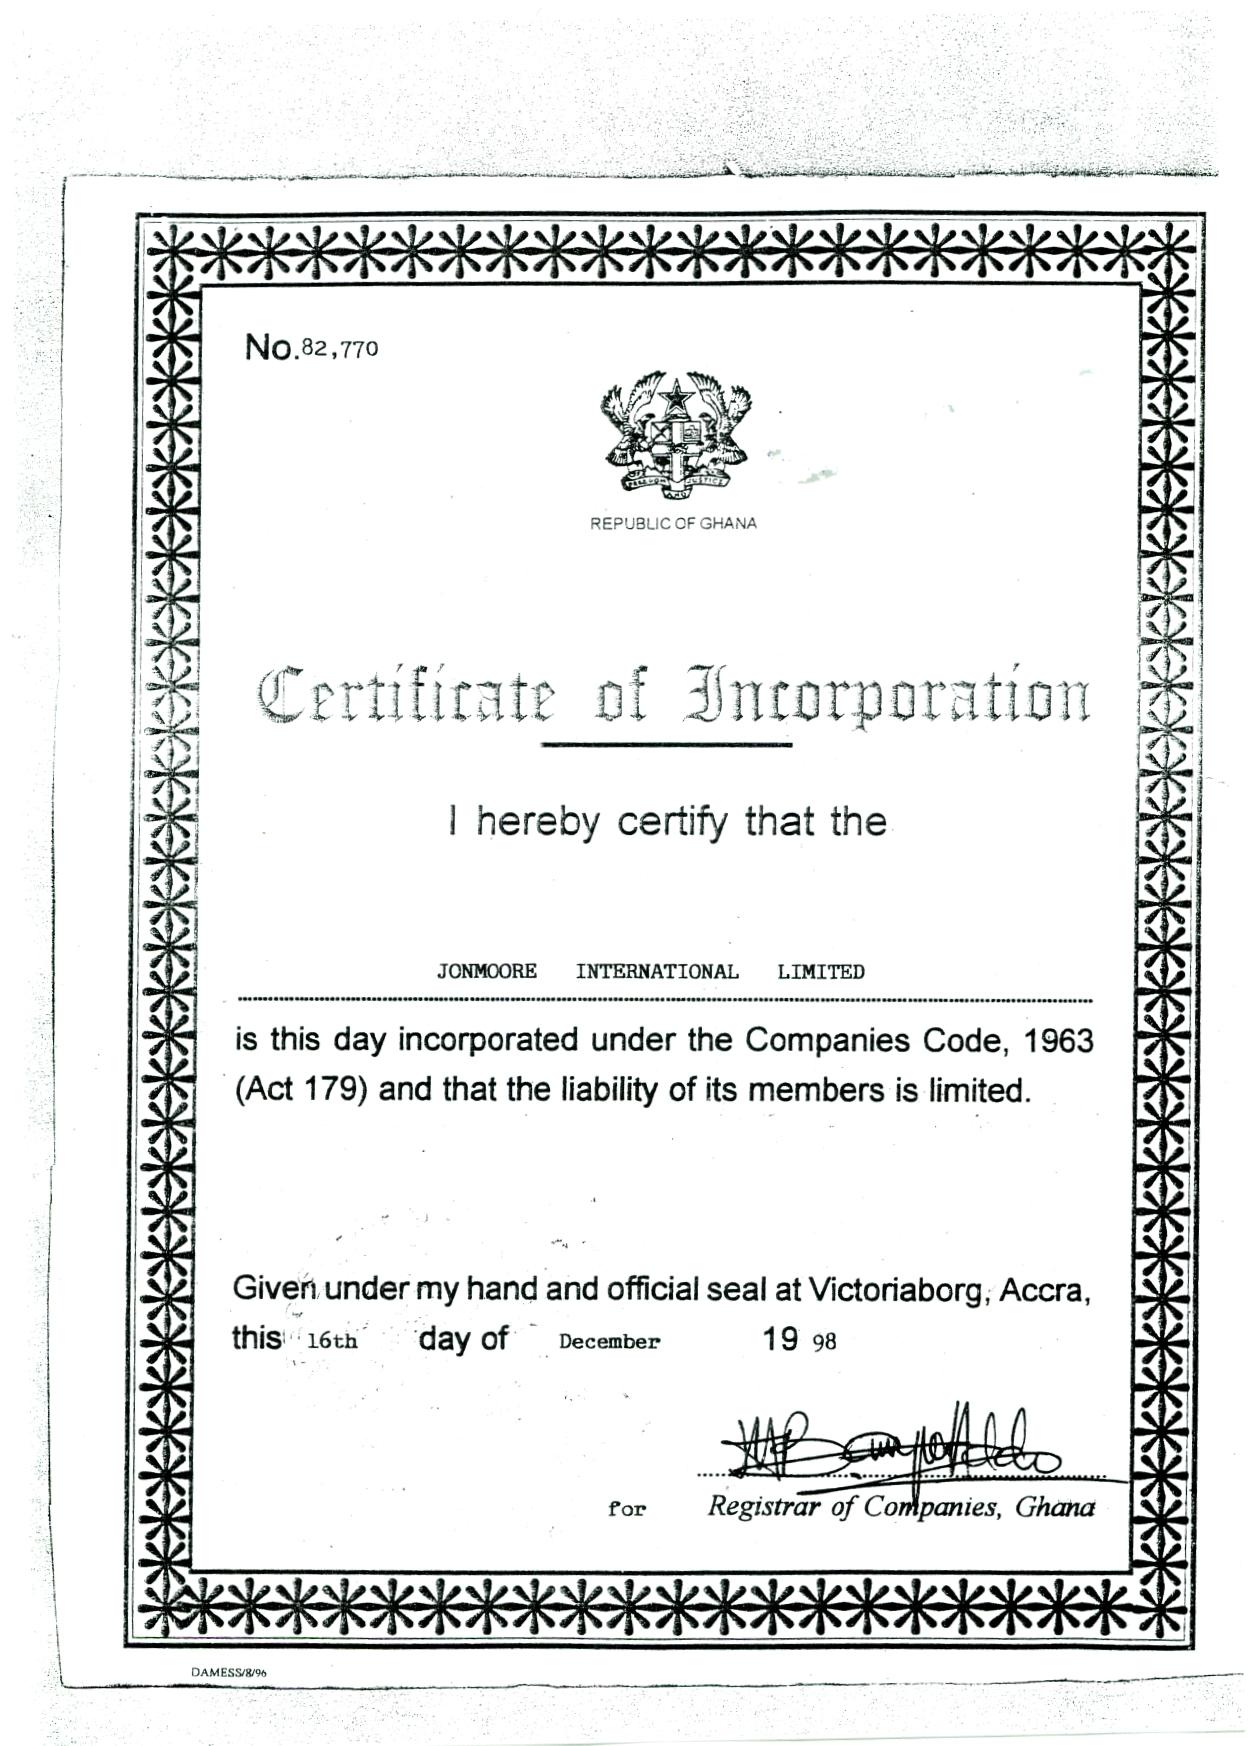 No.82,770
FREEDOM JUSTICE
AND
REPUBLIC OF GHANA
Certificate of Incorporation
I hereby certify that the
JONMOORE INTERNATIONAL LIMITED
is this day incorporated under the Companies Code, 1963
(Act 179) and that the liability of its members is limited.
Given under my hand and official seal at Victoriaborg, Accra,
this 16th day of December 19 98
for Registrar of Companies, Ghana
DAMESS/8/96